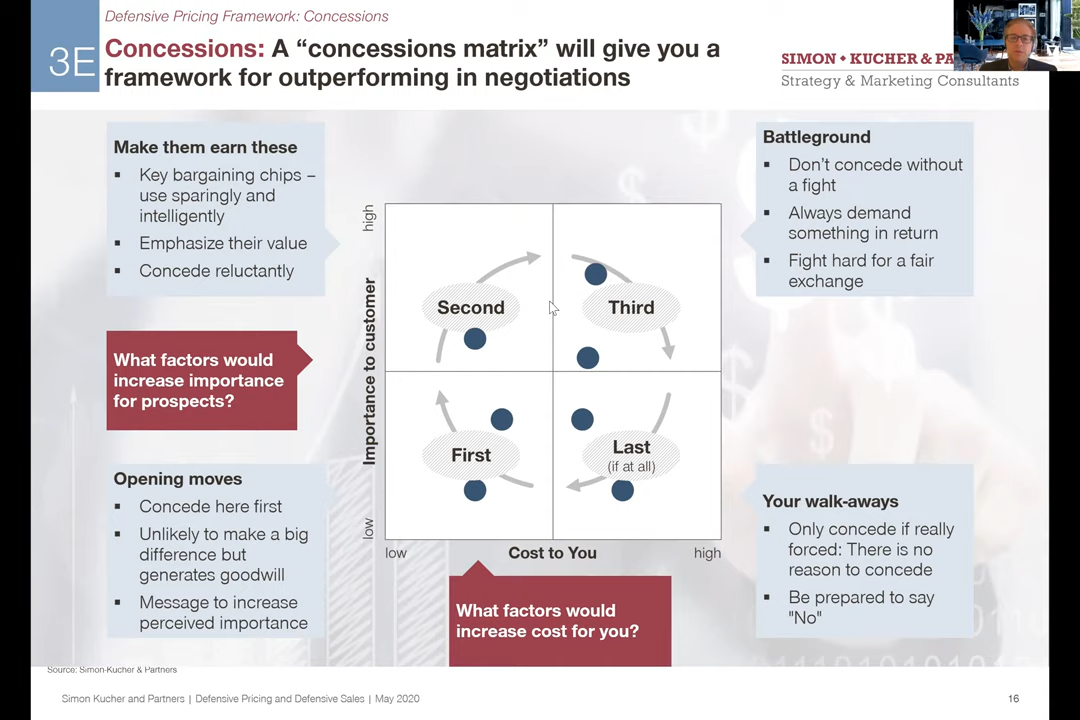 Defensive Pricing Framework: Concessions
3E
Concessions: A “concessions matrix” will give you a
framework for outperforming in negotiations
SIMON • KUCHER & PA
Strategy & Marketing Consultants
Make them earn these
▪ Key bargaining chips –
use sparingly and
intelligently
▪ Emphasize their value
▪ Concede reluctantly
Battleground
▪ Don’t concede without
a fight
▪ Always demand
something in return
▪ Fight hard for a fair
exchange
What factors would
increase importance
for prospects?
high
Importance to customer
low
Second
Third
First
Last
(if at all)
low
Cost to You
high
Opening moves
▪ Concede here first
▪ Unlikely to make a big
difference but
generates goodwill
▪ Message to increase
perceived importance
Your walk-aways
▪ Only concede if really
forced: There is no
reason to concede
▪ Be prepared to say
"No"
What factors would
increase cost for you?
Source: Simon-Kucher & Partners
Simon Kucher and Partners | Defensive Pricing and Defensive Sales | May 2020
16